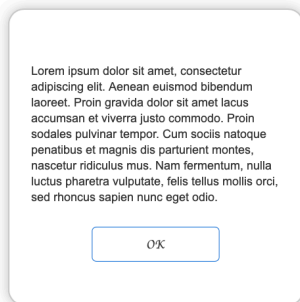 Lorem ipsum dolor sit amet, consectetur
adipiscing elit. Aenean euismod bibendum
laoreet. Proin gravida dolor sit amet lacus
accumsan et viverra justo commodo. Proin
sodales pulvinar tempor. Cum sociis natoque
penatibus et magnis dis parturient montes,
nascetur ridiculus mus. Nam fermentum, nulla
luctus pharetra vulputate, felis tellus mollis orci,
sed rhoncus sapien nunc eget odio.
OK